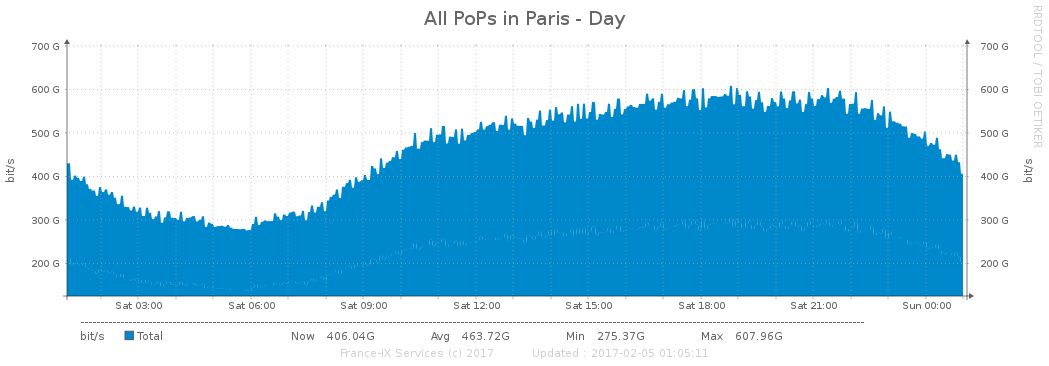 All PoPs in Paris - Day
RRDTOOL / TOBI OETIKER
700 G 700 G
600 G 600 G
500 G 500 G
400 G 400 G
300 G 300 G
200 G 200 G
bit/s bit/s
Sat 03:00 Sat 06:00 Sat 09:00 Sat 12:00 Sat 15:00 Sat 18:00 Sat 21:00 Sun 00:00
bit/s Total Now 406.04G Avg 463.72G Min 275.37G Max 607.96G
France-IX Services (c) 2017 Updated : 2017-02-05 01:05:11